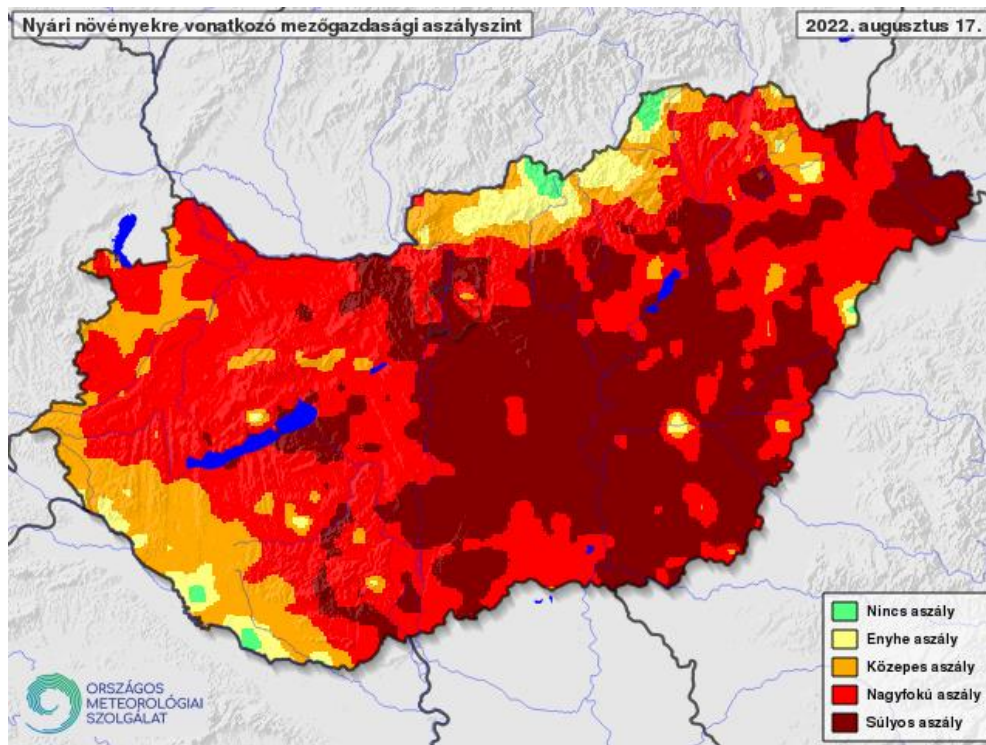 Nyári növényekre vonatkozó mezőgazdasági aszályszint
2022. augusztus 17.
Nincs aszály
Enyhe aszály
Közepes aszály
Nagyfokú aszály
Súlyos aszály
ORSZÁGOS
METEOROLÓGIAI
SZOLGÁLAT